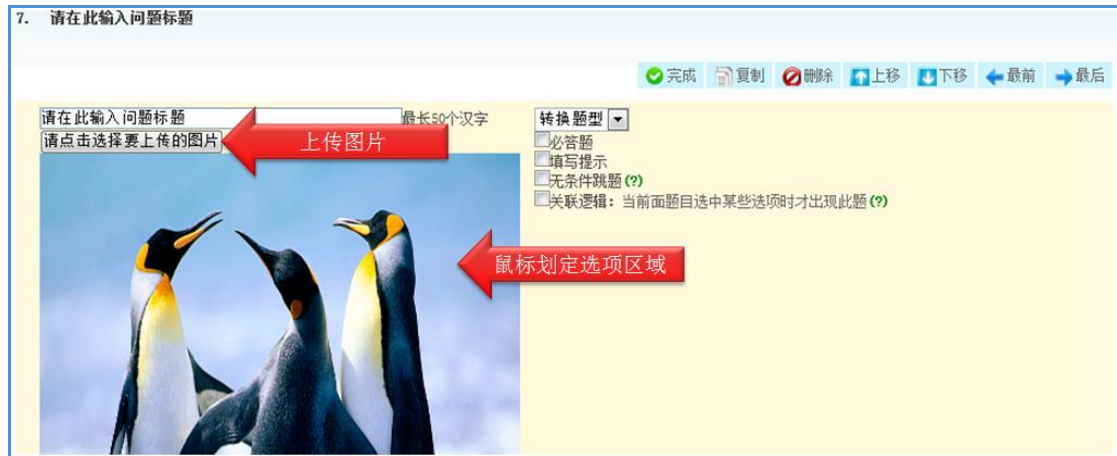 7. 请在此输入问题标题
完成 复制 删除 上移 下移 最前 最后
请在此输入问题标题 最长50个汉字
请点击选择要上传的图片
上传图片
转换题型
必答题
填写提示
无条件跳题(?)
关联逻辑：当前面题目选中某些选项时才出现此题(?)
鼠标划定选项区域